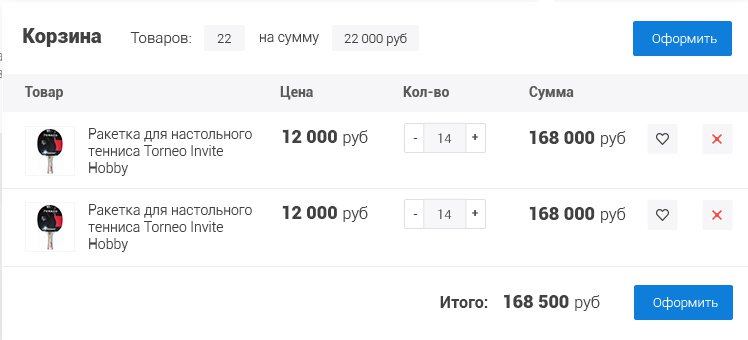 Корзина Товаров: 22 на сумму 22 000 руб Оформить
Товар Цена Кол-во Сумма
Ракетка для настольного
тенниса Torneo Invite
Hobby
12 000 руб - 14 + 168 000 руб
Ракетка для настольного
тенниса Torneo Invite
Hobby
12 000 руб - 14 + 168 000 руб
Итого: 168 500 руб Оформить